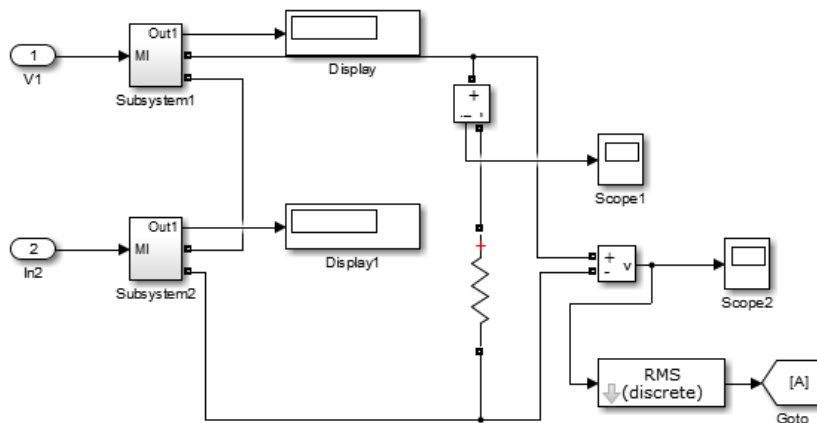 1
V1
MI
Out1
Subsystem1
Display
+
i
-
Scope1
2
In2
MI
Out1
Subsystem2
Display1
+
+
-
v
Scope2
RMS
(discrete)
[A]
Goto